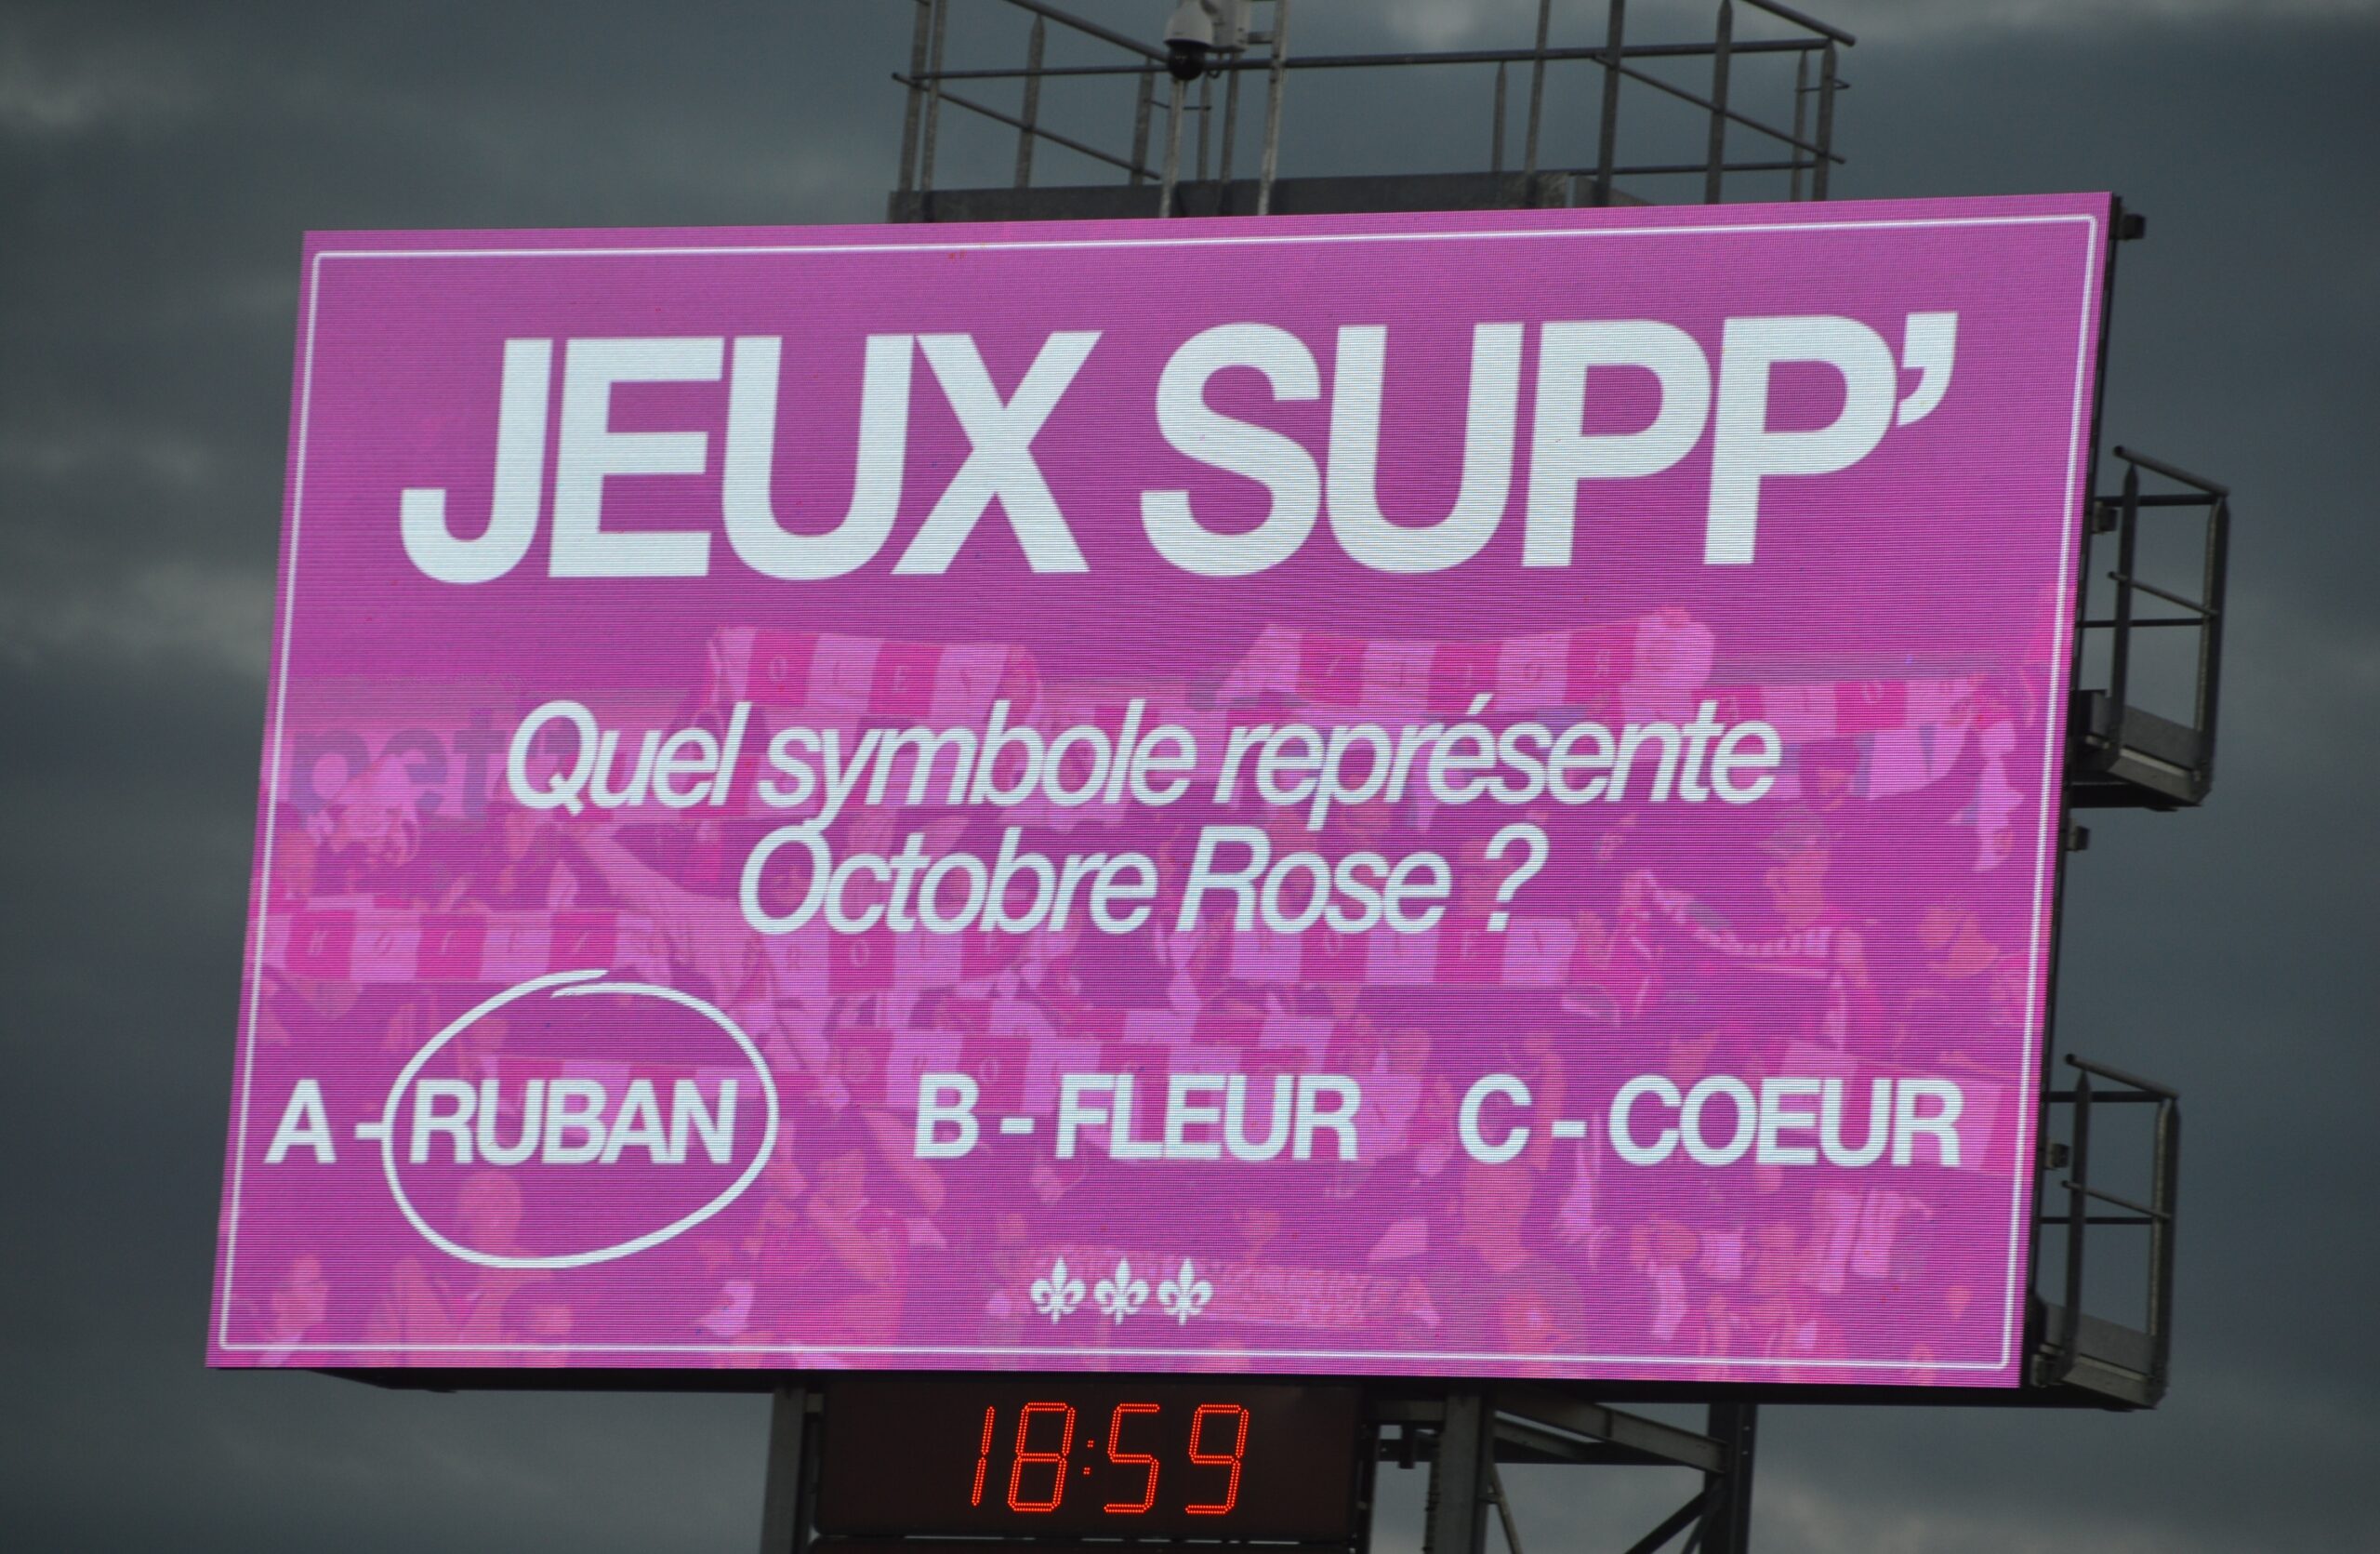 JEUX SUPP’
Quel symbole représente
Octobre Rose ?
A - RUBAN B - FLEUR C - COEUR
18:59